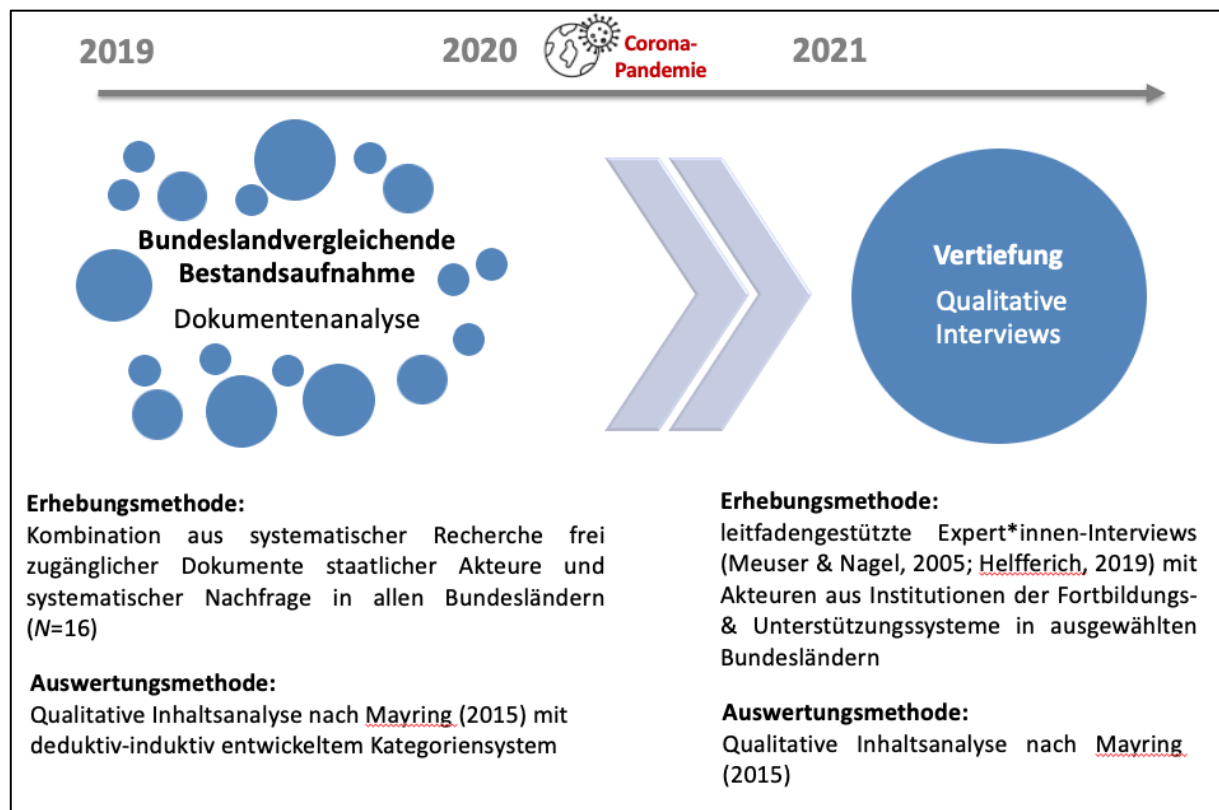 2019
2020
Corona-
Pandemie
2021
Bundeslandvergleichende
Bestandsaufnahme
Dokumentenanalyse
Vertiefung
Qualitative
Interviews
Erhebungsmethode:
Kombination aus systematischer Recherche frei
zugänglicher Dokumente staatlicher Akteure und
systematischer Nachfrage in allen Bundesländern
(N=16)
Auswertungsmethode:
Qualitative Inhaltsanalyse nach Mayring (2015) mit
deduktiv-induktiv entwickeltem Kategoriensystem
Erhebungsmethode:
leitfadengestützte Expert*innen-Interviews
(Meuser & Nagel, 2005; Helfferich, 2019) mit
Akteuren aus Institutionen der Fortbildungs-
& Unterstützungssysteme in ausgewählten
Bundesländern
Auswertungsmethode:
Qualitative Inhaltsanalyse nach Mayring
(2015)